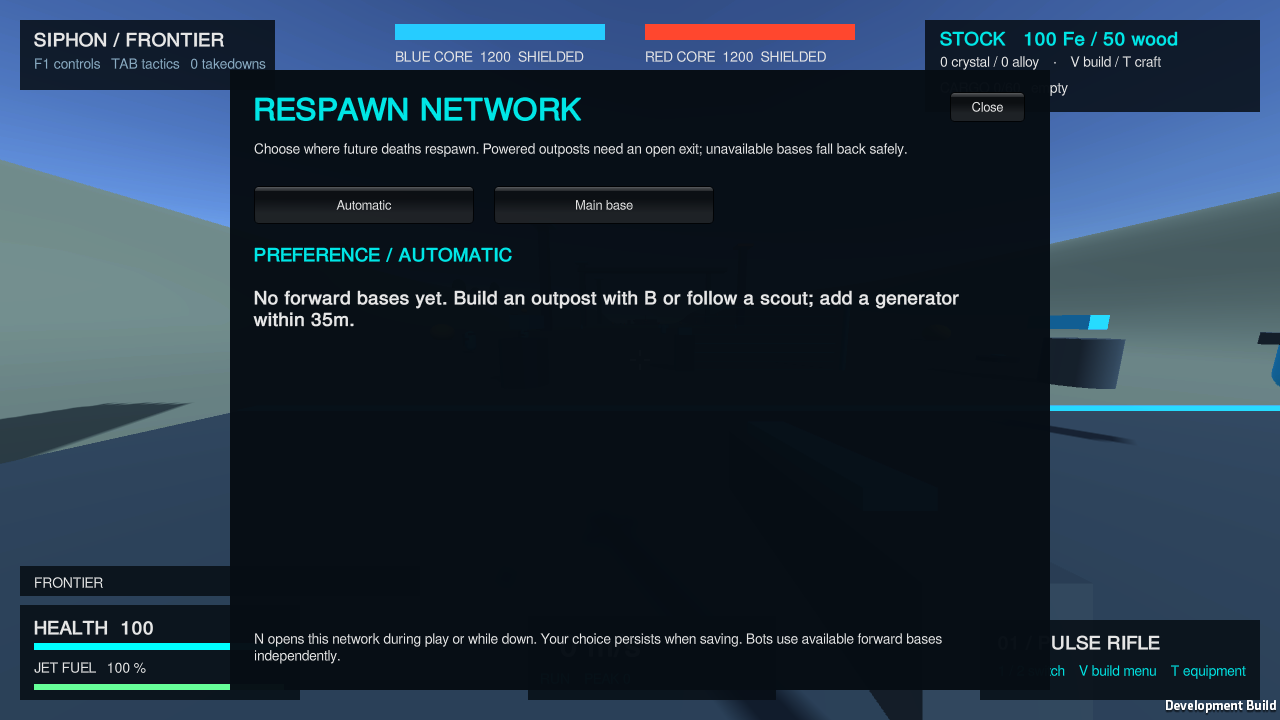 SIPHON / FRONTIER
F1 controls TAB tactics 0 takedowns
BLUE CORE 1200 SHIELDED
RED CORE 1200 SHIELDED
STOCK 100 Fe / 50 wood
0 crystal / 0 alloy · V build / T craft
pty
RESPAWN NETWORK
Close
Choose where future deaths respawn. Powered outposts need an open exit; unavailable bases fall back safely.
Automatic
Main base
PREFERENCE / AUTOMATIC
No forward bases yet. Build an outpost with B or follow a scout; add a generator
within 35m.
FRONTIER
HEALTH 100
JET FUEL 100 %
N opens this network during play or while down. Your choice persists when saving. Bots use available forward bases
independently.
01 / PULSE RIFLE
tch V build menu T equipment
Development Build